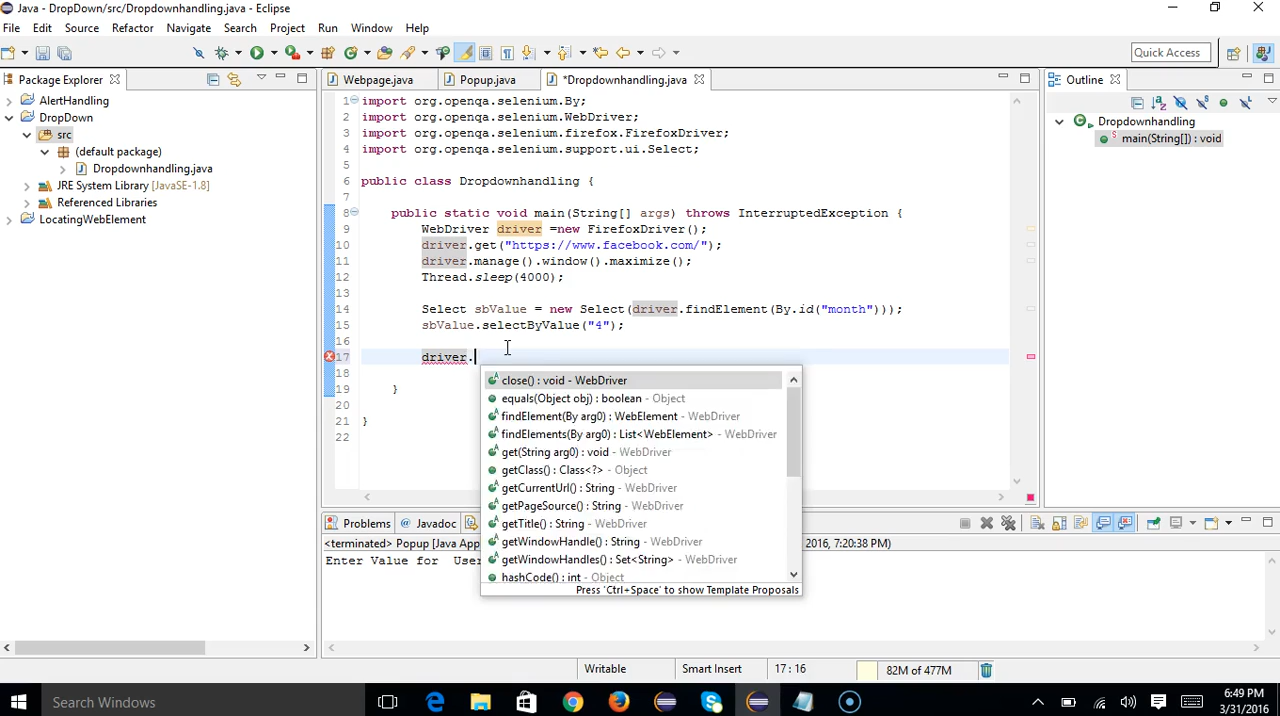 Java - DropDown/src/Dropdownhandling.java - Eclipse
File Edit Source Refactor Navigate Search Project Run Window Help
Quick Access
Package Explorer
Webpage.java Popup.java *Dropdownhandling.java
Outline
AlertHandling
DropDown
src
(default package)
Dropdownhandling.java
JRE System Library [JavaSE-1.8]
Referenced Libraries
LocatingWebElement
1 import org.openqa.selenium.By;
2 import org.openqa.selenium.WebDriver;
3 import org.openqa.selenium.firefox.FirefoxDriver;
4 import org.openqa.selenium.support.ui.Select;
5
6 public class Dropdownhandling {
7
8 public static void main(String[] args) throws InterruptedException {
9 WebDriver driver =new FirefoxDriver();
10 driver.get("https://www.facebook.com/");
11 driver.manage().window().maximize();
12 Thread.sleep(4000);
13
14 Select sbValue = new Select(driver.findElement(By.id("month")));
15 sbValue.selectByValue("4");
16
17 driver.
18
19 }
20
21 }
22
close() : void - WebDriver
equals(Object obj) : boolean - Object
findElement(By arg0) : WebElement - WebDriver
findElements(By arg0) : List<WebElement> - WebDriver
get(String arg0) : void - WebDriver
getClass() : Class<?> - Object
getCurrentUrl() : String - WebDriver
getPageSource() : String - WebDriver
getTitle() : String - WebDriver
getWindowHandle() : String - WebDriver
getWindowHandles() : Set<String> - WebDriver
hashCode() : int - Object
Press 'Ctrl+Space' to show Template Proposals
Dropdownhandling
S main(String[]) : void
Problems @ Javadoc
<terminated> Popup [Java App 2016, 7:20:38 PM)
Enter Value for User
Writable Smart Insert 17 : 16 82M of 477M
Search Windows
6:49 PM
3/31/2016